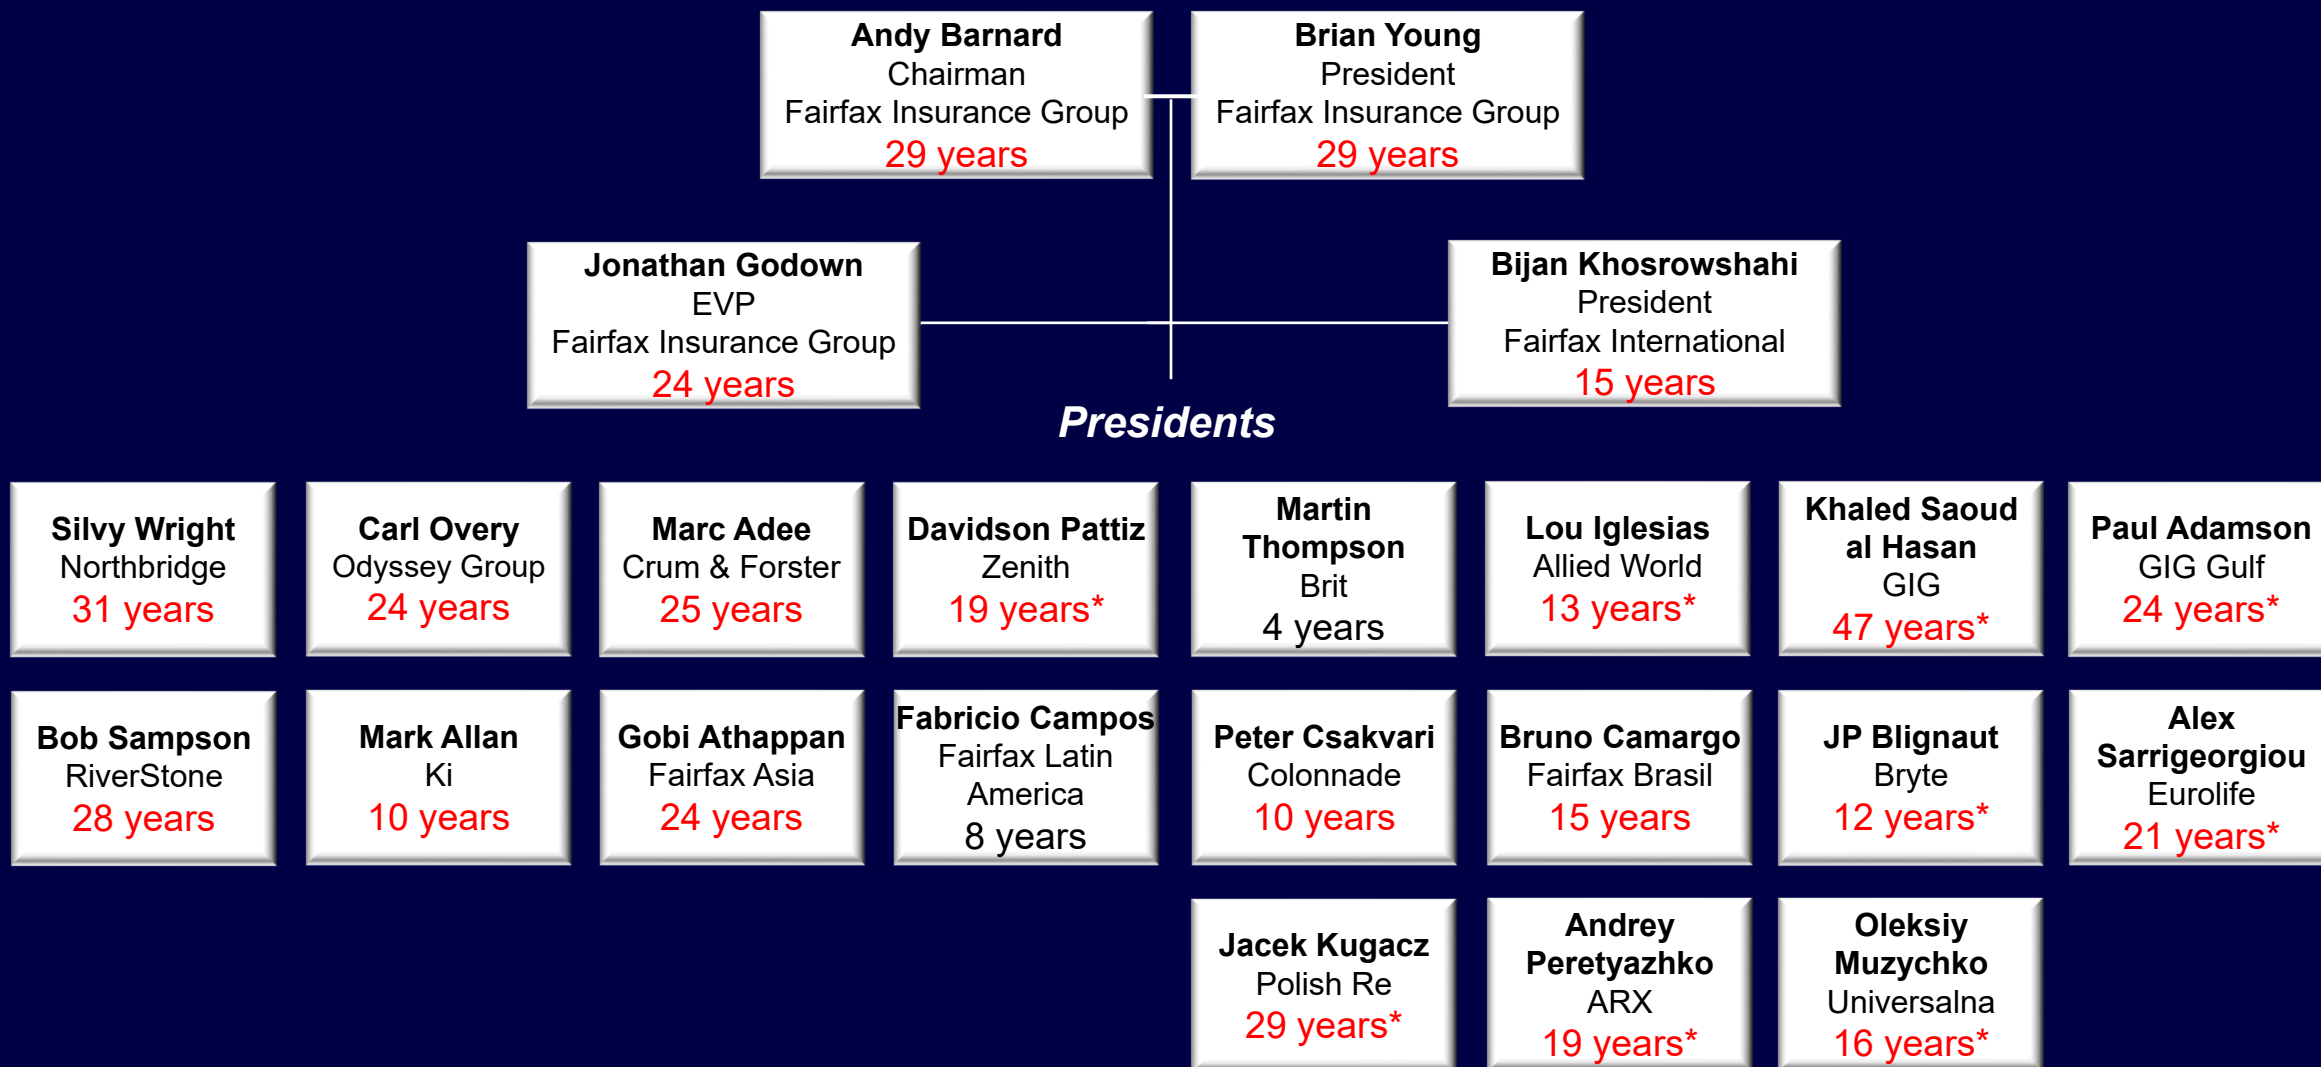 Andy Barnard
Chairman
Fairfax Insurance Group
29 years
Brian Young
President
Fairfax Insurance Group
29 years
Jonathan Godown
EVP
Fairfax Insurance Group
24 years
Bijan Khosrowshahi
President
Fairfax International
15 years
Presidents
Silvy Wright
Northbridge
31 years
Carl Overy
Odyssey Group
24 years
Marc Adee
Crum & Forster
25 years
Davidson Pattiz
Zenith
19 years*
Martin
Thompson
Brit
4 years
Lou Iglesias
Allied World
13 years*
Khaled Saoud
al Hasan
GIG
47 years*
Paul Adamson
GIG Gulf
24 years*
Bob Sampson
RiverStone
28 years
Mark Allan
Ki
10 years
Gobi Athappan
Fairfax Asia
24 years
Fabricio Campos
Fairfax Latin
America
8 years
Peter Csakvari
Colonnade
10 years
Bruno Camargo
Fairfax Brasil
15 years
JP Blignaut
Bryte
12 years*
Alex
Sarrigeorgiou
Eurolife
21 years*
Jacek Kugacz
Polish Re
29 years*
Andrey
Peretyazhko
ARX
19 years*
Oleksiy
Muzychko
Universalna
16 years*